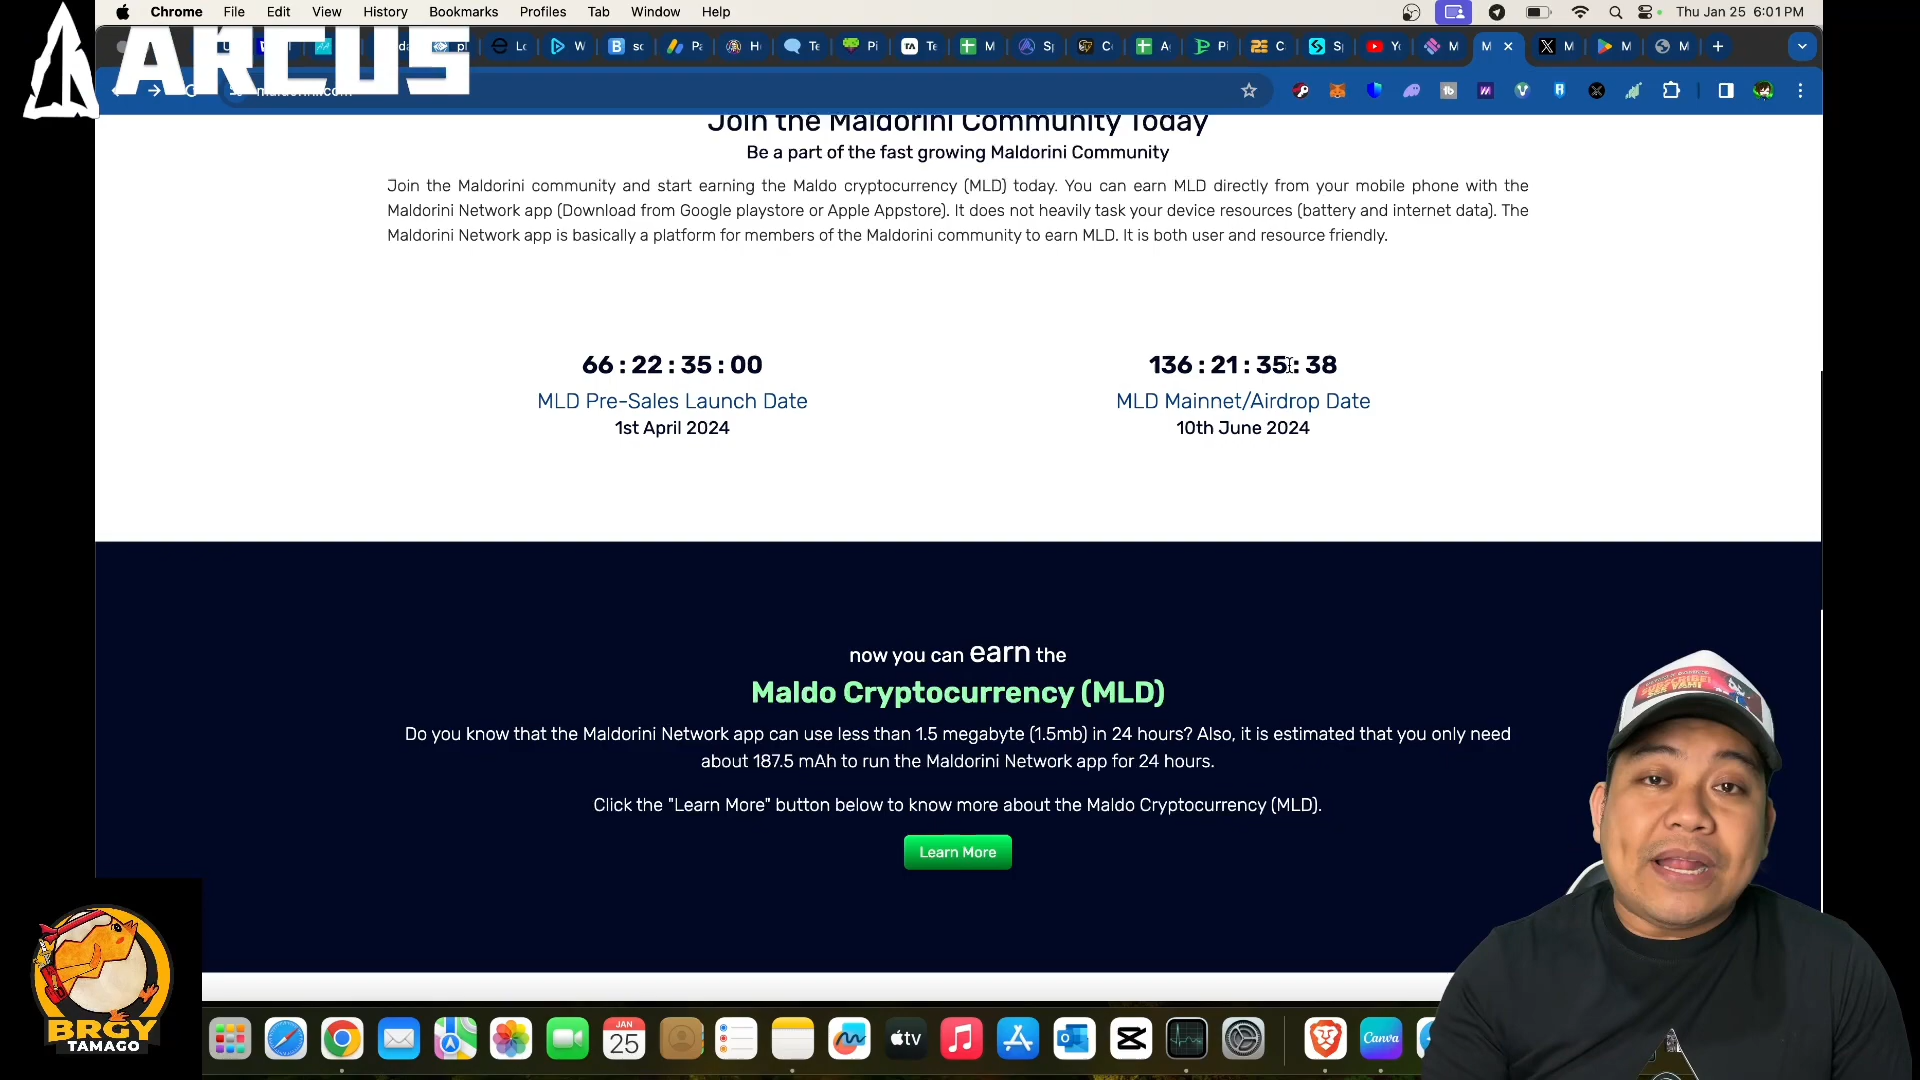 Chrome File Edit View History Bookmarks Profiles Tab Window Help Thu Jan 25 6:01 PM
ARCUS
Join the Maldorini Community Today
Be a part of the fast growing Maldorini Community
Join the Maldorini community and start earning the Maldo cryptocurrency (MLD) today. You can earn MLD directly from your mobile phone with the
Maldorini Network app (Download from Google playstore or Apple Appstore). It does not heavily task your device resources (battery and internet data). The
Maldorini Network app is basically a platform for members of the Maldorini community to earn MLD. It is both user and resource friendly.
66 : 22 : 35 : 00
MLD Pre-Sales Launch Date
1st April 2024
136 : 21 : 35 : 38
MLD Mainnet/Airdrop Date
10th June 2024
now you can earn the
Maldo Cryptocurrency (MLD)
Do you know that the Maldorini Network app can use less than 1.5 megabyte (1.5mb) in 24 hours? Also, it is estimated that you only need
about 187.5 mAh to run the Maldorini Network app for 24 hours.
Click the "Learn More" button below to know more about the Maldo Cryptocurrency (MLD).
Learn More
SUBSCRIBE!
BRGY
TAMAGO
JAN
25
tv
Canva